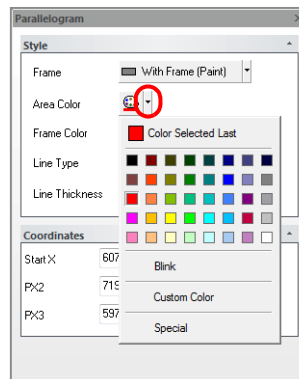 Parallelogram
Style
Frame
With Frame (Paint)
Area Color
Frame Color
Color Selected Last
Line Type
Line Thickness
Coordinates
Start X
607
PX2
719
PX3
597
Blink
Custom Color
Special